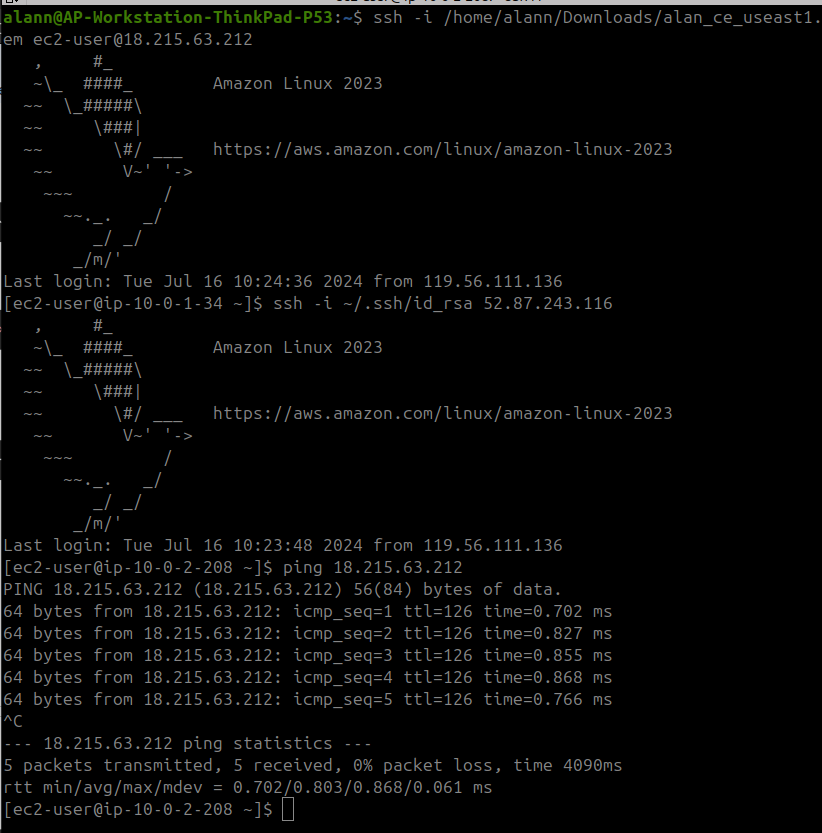 alann@AP-Workstation-ThinkPad-P53:~$ ssh -i /home/alann/Downloads/alan_ce_useast1.
em ec2-user@18.215.63.212
   ,     #_
   ~\_  ####_        Amazon Linux 2023
  ~~  \_#####\
  ~~     \###|
  ~~       \#/ ___   https://aws.amazon.com/linux/amazon-linux-2023
   ~~       V~' '->
    ~~~         /
      ~~._.   _/
         _/ _/
       _/m/'
Last login: Tue Jul 16 10:24:36 2024 from 119.56.111.136
[ec2-user@ip-10-0-1-34 ~]$ ssh -i ~/.ssh/id_rsa 52.87.243.116
   ,     #_
   ~\_  ####_        Amazon Linux 2023
  ~~  \_#####\
  ~~     \###|
  ~~       \#/ ___   https://aws.amazon.com/linux/amazon-linux-2023
   ~~       V~' '->
    ~~~         /
      ~~._.   _/
         _/ _/
       _/m/'
Last login: Tue Jul 16 10:23:48 2024 from 119.56.111.136
[ec2-user@ip-10-0-2-208 ~]$ ping 18.215.63.212
PING 18.215.63.212 (18.215.63.212) 56(84) bytes of data.
64 bytes from 18.215.63.212: icmp_seq=1 ttl=126 time=0.702 ms
64 bytes from 18.215.63.212: icmp_seq=2 ttl=126 time=0.827 ms
64 bytes from 18.215.63.212: icmp_seq=3 ttl=126 time=0.855 ms
64 bytes from 18.215.63.212: icmp_seq=4 ttl=126 time=0.868 ms
64 bytes from 18.215.63.212: icmp_seq=5 ttl=126 time=0.766 ms
^C
--- 18.215.63.212 ping statistics ---
5 packets transmitted, 5 received, 0% packet loss, time 4090ms
rtt min/avg/max/mdev = 0.702/0.803/0.868/0.061 ms
[ec2-user@ip-10-0-2-208 ~]$